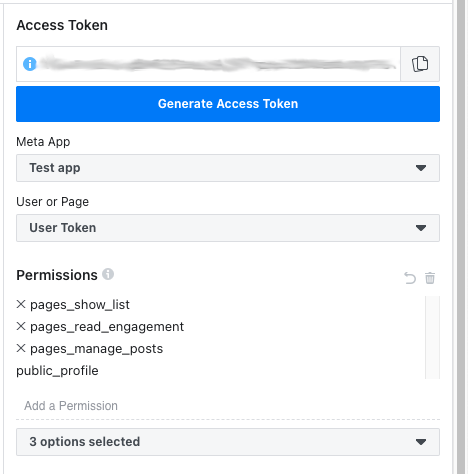 Access Token
Generate Access Token
Meta App
Test app
User or Page
User Token
Permissions
pages_show_list
pages_read_engagement
pages_manage_posts
public_profile
Add a Permission
3 options selected